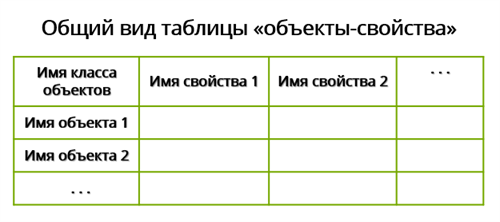 Общий вид таблицы «объекты-свойства»
Имя класса
объектов
Имя свойства 1
Имя свойства 2
...
Имя объекта 1
Имя объекта 2
...